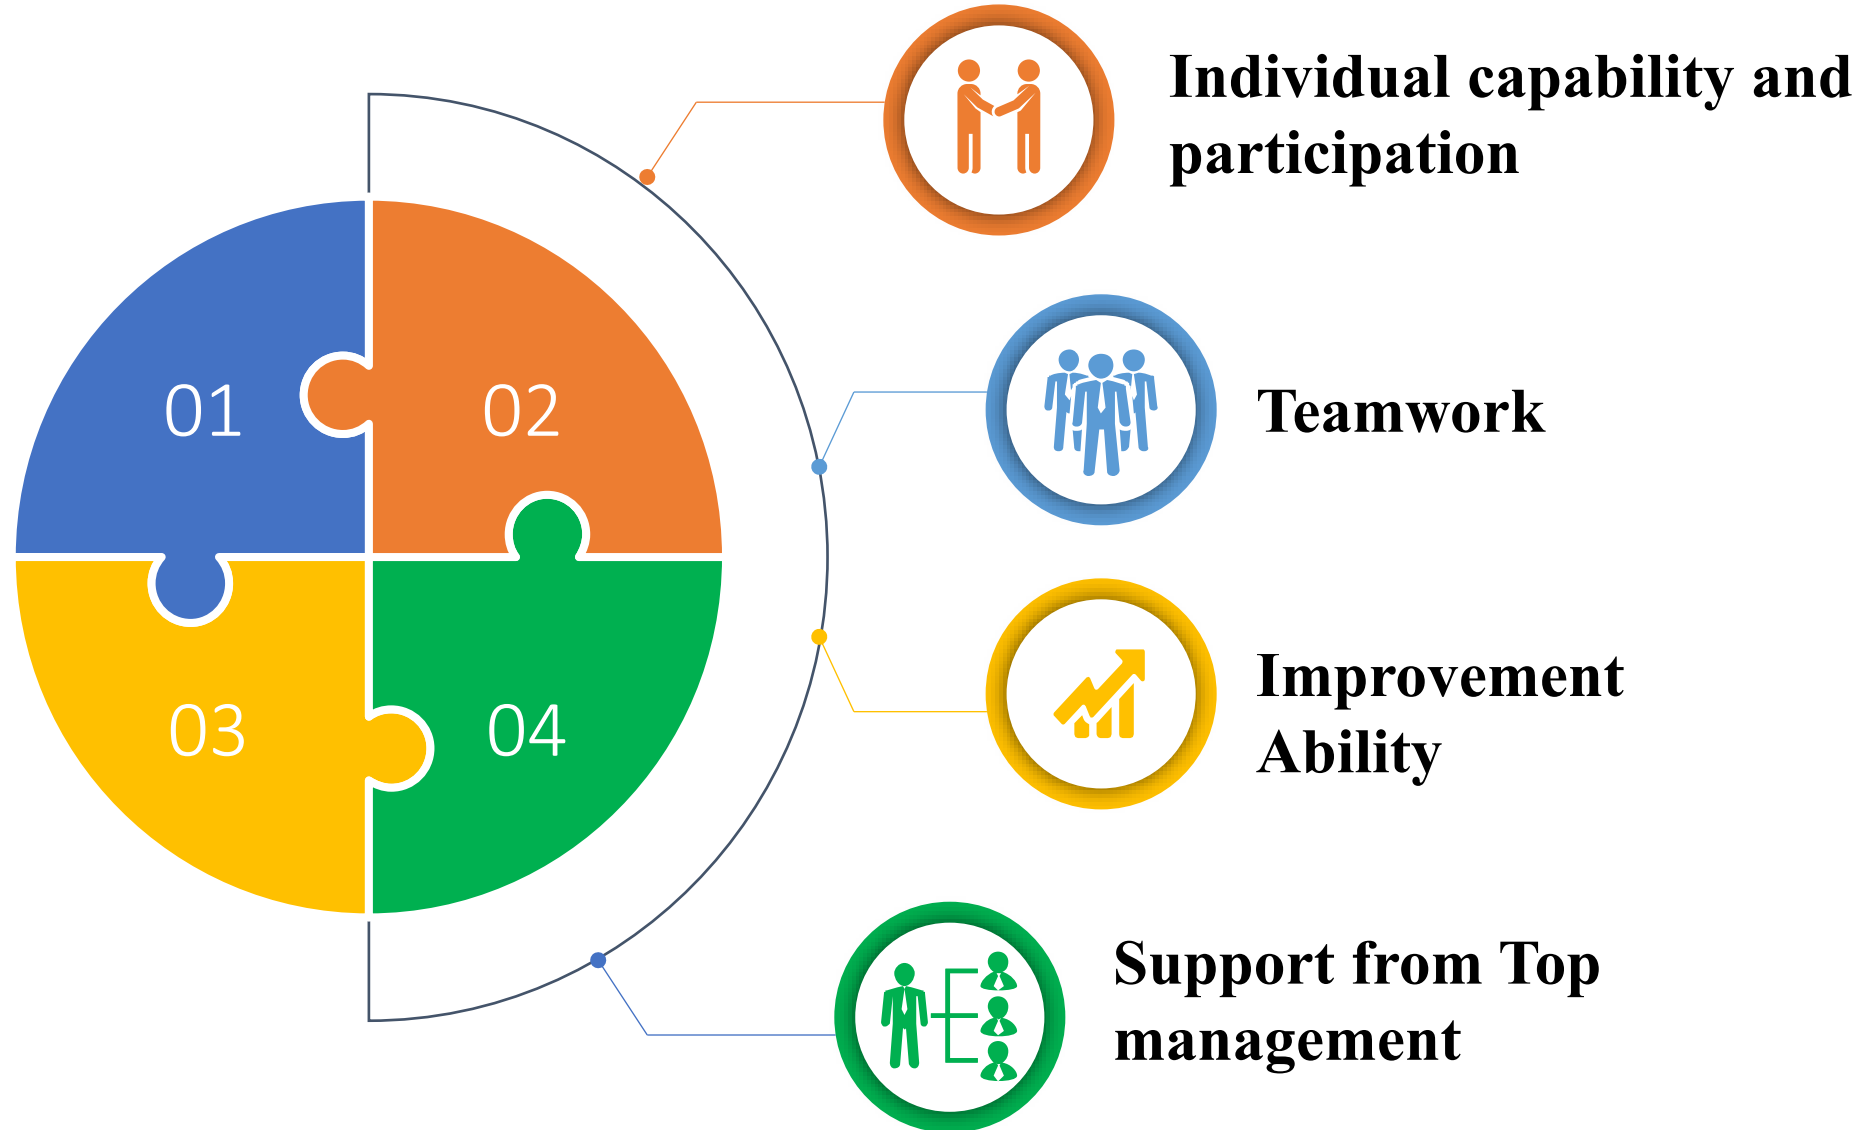 01
02
03
04
Individual capability and
participation
Teamwork
Improvement
Ability
Support from Top
management